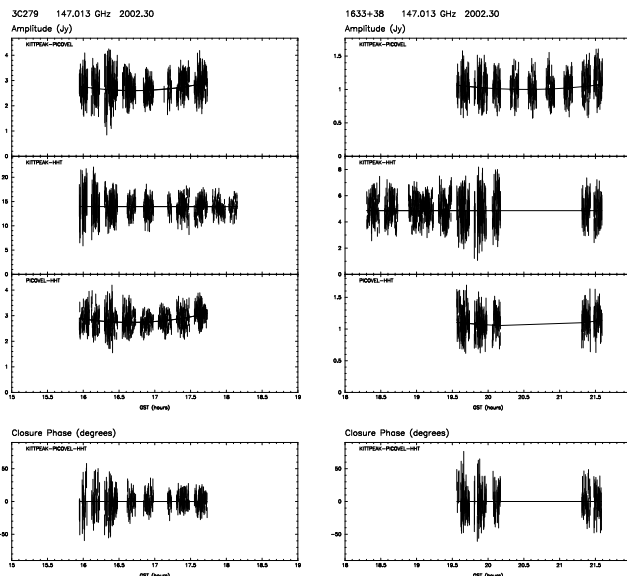 3C279 147.013 GHz 2002.30
Amplitude (Jy)
KITTPEAK-PICOVEL
4
3
2
1
0
KITTPEAK-HHT
20
15
10
5
0
PICOVEL-HHT
4
3
2
1
0
15 15.5 16 16.5 17 17.5 18 18.5 19
GST (hours)
Closure Phase (degrees)
KITTPEAK-PICOVEL-HHT
50
0
-50
15 15.5 16 16.5 17 17.5 18 18.5 19
GST (hours)
1633+38 147.013 GHz 2002.30
Amplitude (Jy)
KITTPEAK-PICOVEL
1.5
1
0.5
0
KITTPEAK-HHT
8
6
4
2
0
PICOVEL-HHT
1.5
1
0.5
0
18 18.5 19 19.5 20 20.5 21 21.5
GST (hours)
Closure Phase (degrees)
KITTPEAK-PICOVEL-HHT
50
0
-50
18 18.5 19 19.5 20 20.5 21 21.5
GST (hours)